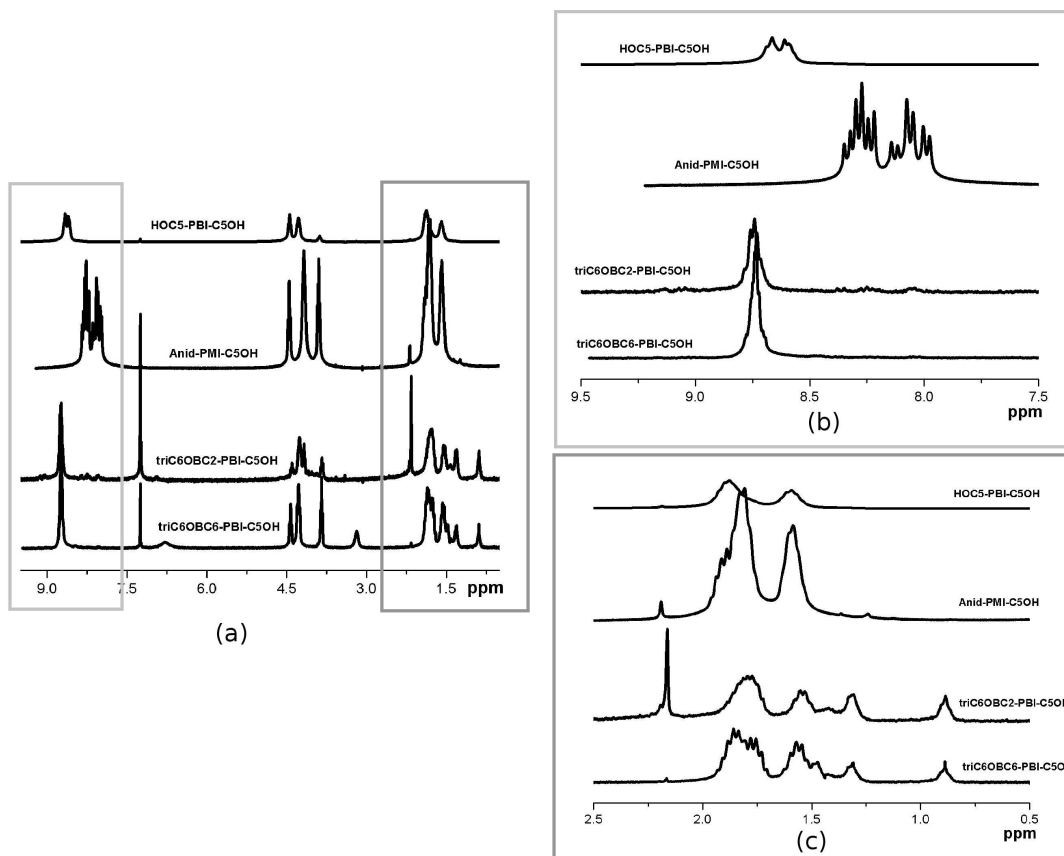 HOC5-PBI-C5OH
Anid-PMI-C5OH
triC6OBC2-PBI-C5OH
triC6OBC6-PBI-C5OH
9.0 7.5 6.0 4.5 3.0 1.5 ppm
(a)
HOC5-PBI-C5OH
Anid-PMI-C5OH
triC6OBC2-PBI-C5OH
triC6OBC6-PBI-C5OH
9.5 9.0 8.5 8.0 7.5
ppm
(b)
HOC5-PBI-C5OH
Anid-PMI-C5OH
triC6OBC2-PBI-C5OH
triC6OBC6-PBI-C5O
2.5 2.0 1.5 1.0 0.5
ppm
(c)